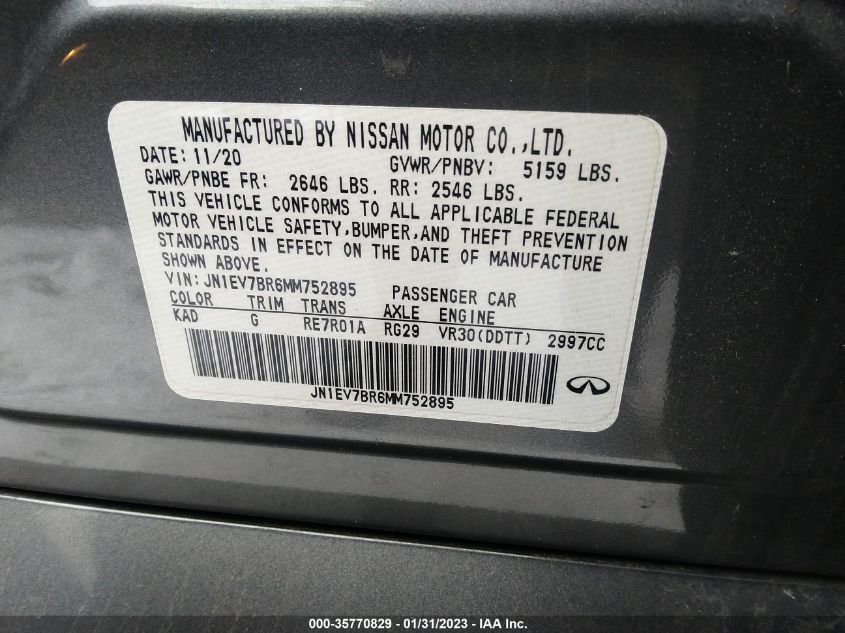 MANUFACTURED BY NISSAN MOTOR CO.,LTD.
DATE: 11/20 GVWR/PNBV: 5159 LBS.
GAWR/PNBE FR: 2646 LBS. RR: 2546 LBS.
THIS VEHICLE CONFORMS TO ALL APPLICABLE FEDERAL
MOTOR VEHICLE SAFETY,BUMPER,AND THEFT PREVENTION
STANDARDS IN EFFECT ON THE DATE OF MANUFACTURE
SHOWN ABOVE.
VIN: JN1EV7BR6MM752895 PASSENGER CAR
COLOR TRIM TRANS AXLE ENGINE
KAD G RE7R01A RG29 VR30(DDTT) 2997CC
JN1EV7BR6MM752895
000-35770829 - 01/31/2023 - IAA Inc.